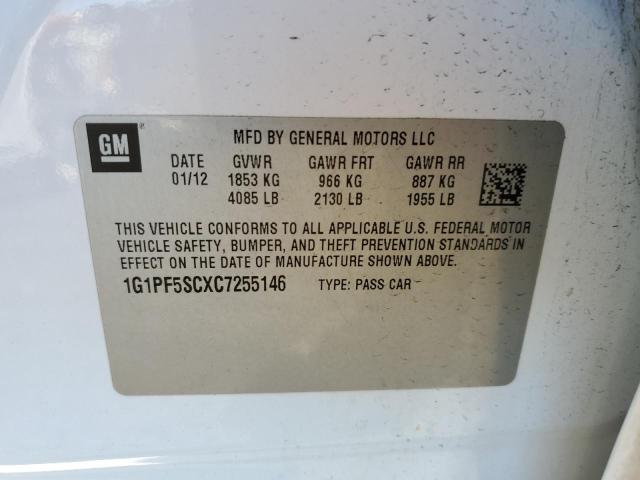 GM
MFD BY GENERAL MOTORS LLC
DATE GVWR GAWR FRT GAWR RR
01/12 1853 KG 966 KG 887 KG
4085 LB 2130 LB 1955 LB
THIS VEHICLE CONFORMS TO ALL APPLICABLE U.S. FEDERAL MOTOR
VEHICLE SAFETY, BUMPER, AND THEFT PREVENTION STANDARDS IN
EFFECT ON THE DATE OF MANUFACTURE SHOWN ABOVE.
1G1PF5SCXC7255146 TYPE: PASS CAR